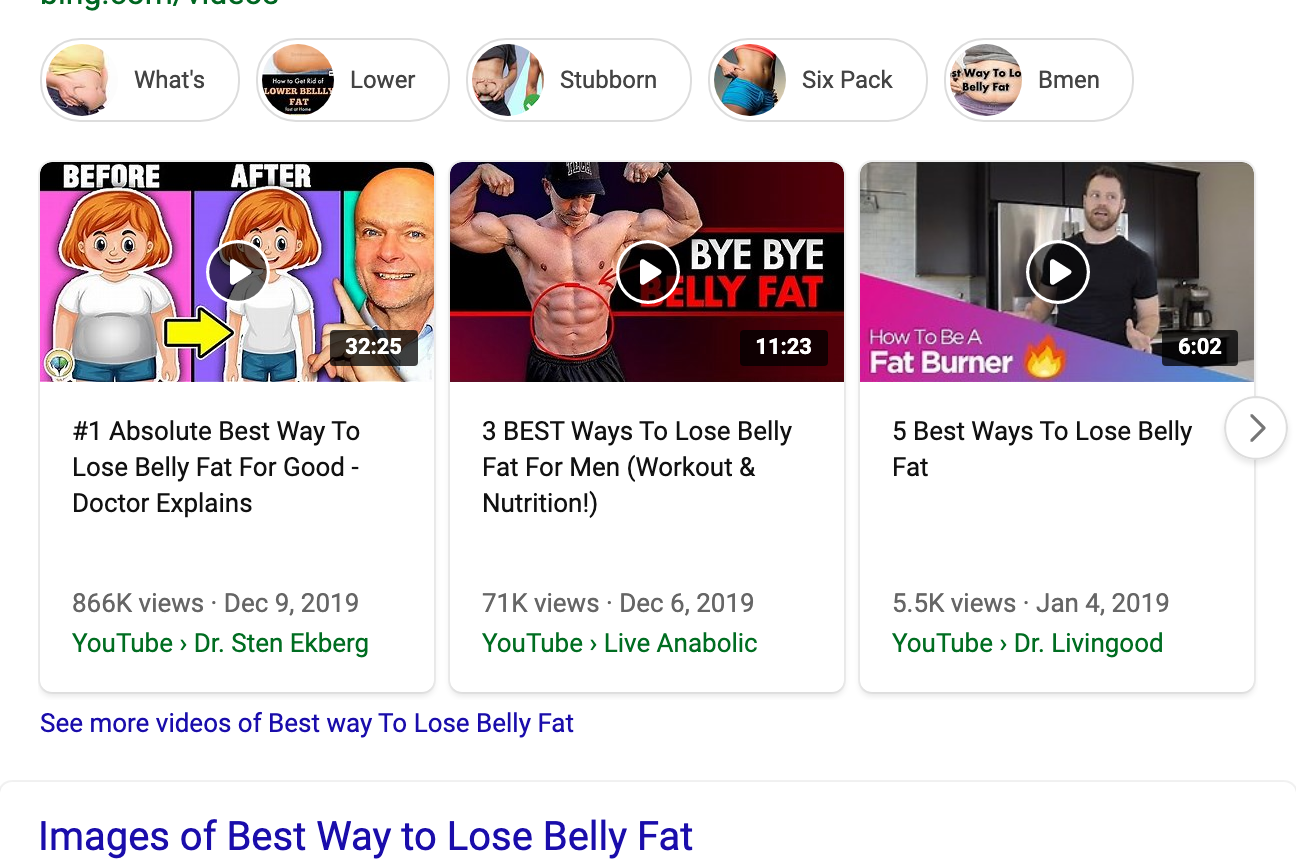 bing.com/videos
What's
How to Get Rid of
LOWER BELLLY
FAT
fast at Home
Lower
Stubborn
Six Pack
st Way To Lo
Belly Fat
Bmen
BEFORE
AFTER
32:25
BYE BYE
BELLY FAT
11:23
How To Be A
Fat Burner
6:02
#1 Absolute Best Way To
Lose Belly Fat For Good -
Doctor Explains
866K views · Dec 9, 2019
YouTube › Dr. Sten Ekberg
3 BEST Ways To Lose Belly
Fat For Men (Workout &
Nutrition!)
71K views · Dec 6, 2019
YouTube › Live Anabolic
5 Best Ways To Lose Belly
Fat
5.5K views · Jan 4, 2019
YouTube › Dr. Livingood
See more videos of Best way To Lose Belly Fat
Images of Best Way to Lose Belly Fat